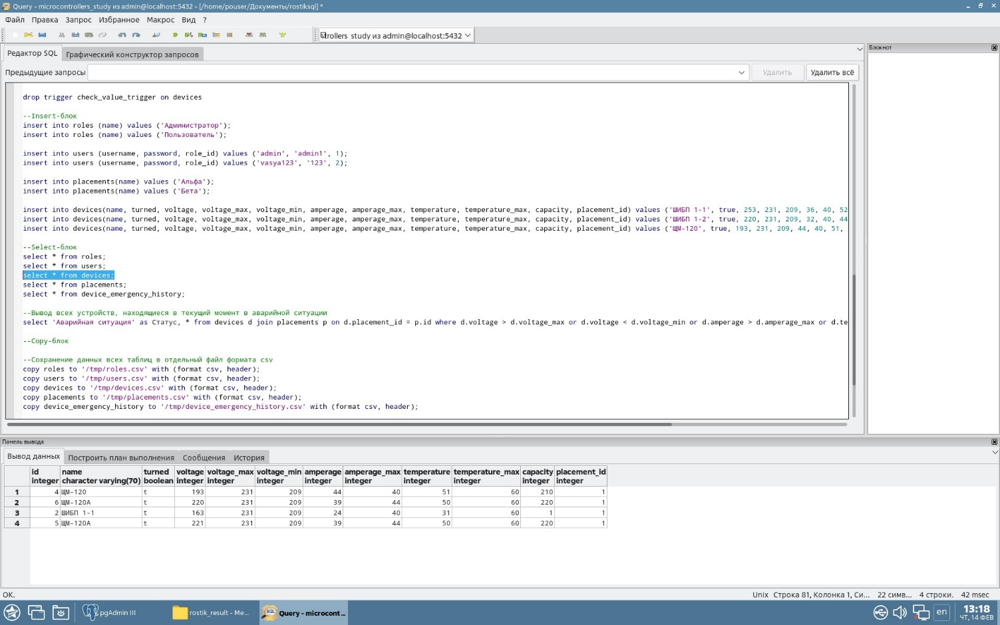 Query - microcontrollers_study из admin@localhost:5432 - [/home/pouser/Документы/rostiksql] *
Файл Правка Запрос Избранное Макрос Вид ?
trollers_study из admin@localhost:5432
Редактор SQL Графический конструктор запросов
Блокнот
Предыдущие запросы Удалить Удалить всё
drop trigger check_value_trigger on devices
--Insert-блок
insert into roles (name) values ('Администратор');
insert into roles (name) values ('Пользователь');
insert into users (username, password, role_id) values ('admin', 'admin1', 1);
insert into users (username, password, role_id) values ('vasya123', '123', 2);
insert into placements(name) values ('Альфа');
insert into placements(name) values ('Бета');
insert into devices(name, turned, voltage, voltage_max, voltage_min, amperage, amperage_max, temperature, temperature_max, capacity, placement_id) values ('ШИБП 1-1', true, 253, 231, 209, 36, 40, 52
insert into devices(name, turned, voltage, voltage_max, voltage_min, amperage, amperage_max, temperature, temperature_max, capacity, placement_id) values ('ШИБП 1-2', true, 220, 231, 209, 32, 40, 44
insert into devices(name, turned, voltage, voltage_max, voltage_min, amperage, amperage_max, temperature, temperature_max, capacity, placement_id) values ('ЩМ-120', true, 193, 231, 209, 44, 40, 51,
--Select-блок
select * from roles;
select * from users;
select * from devices;
select * from placements;
select * from device_emergency_history;
--Вывод всех устройств, находящиеся в текущий момент в аварийной ситуации
select 'Аварийная ситуация' as Статус, * from devices d join placements p on d.placement_id = p.id where d.voltage > d.voltage_max or d.voltage < d.voltage_min or d.amperage > d.amperage_max or d.te
--Copy-блок
--Сохранение данных всех таблиц в отдельный файл формата csv
copy roles to '/tmp/roles.csv' with (format csv, header);
copy users to '/tmp/users.csv' with (format csv, header);
copy devices to '/tmp/devices.csv' with (format csv, header);
copy placements to '/tmp/placements.csv' with (format csv, header);
copy device_emergency_history to '/tmp/device_emergency_history.csv' with (format csv, header);
Панель вывода
Вывод данных Построить план выполнения Сообщения История
id name turned voltage voltage_max voltage_min amperage amperage_max temperature temperature_max capacity placement_id
integer character varying(70) boolean integer integer integer integer integer integer integer integer integer
1 4 ЩМ-120 t 193 231 209 44 40 51 60 210 1
2 6 ЩМ-120А t 220 231 209 39 44 50 60 220 1
3 2 ШИБП 1-1 t 163 231 209 24 40 31 60 1 1
4 5 ЩМ-120А t 221 231 209 39 44 50 60 220 1
OK. Unix Строка 81, Колонка 1, Си... 22 симв... 4 строки. 42 msec
pgAdmin III rostik_result - Ме... Query - microcont... en 13:18
ЧТ, 14 ФЕВ